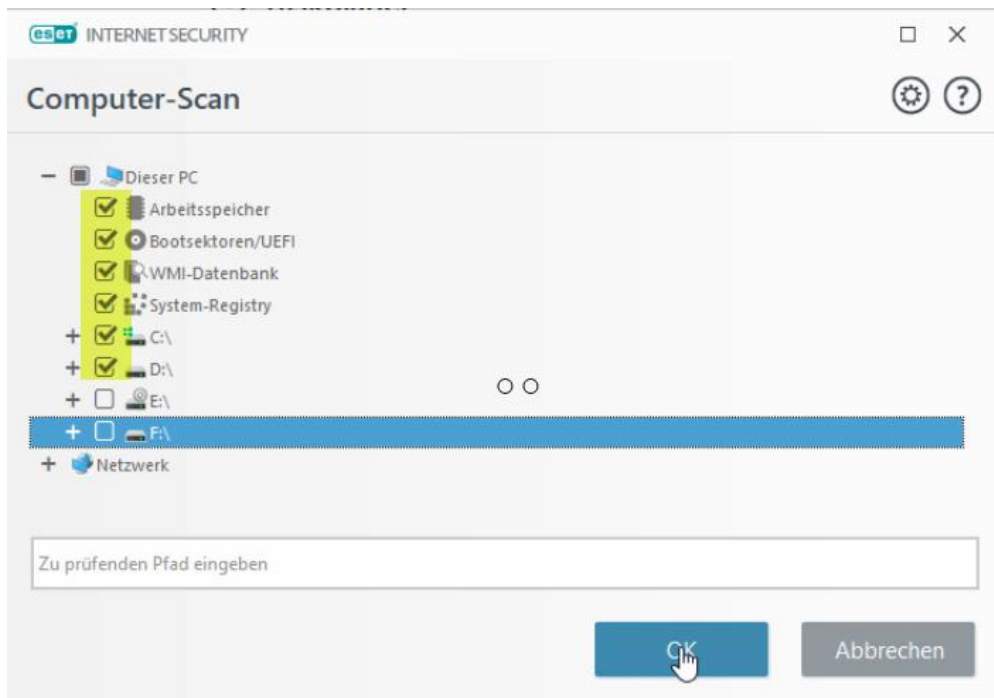 eset INTERNET SECURITY
Computer-Scan
Dieser PC
Arbeitsspeicher
Bootsektoren/UEFI
WMI-Datenbank
System-Registry
C:\
D:\
E:\
F:\
Netzwerk
Zu prüfenden Pfad eingeben
OK Abbrechen